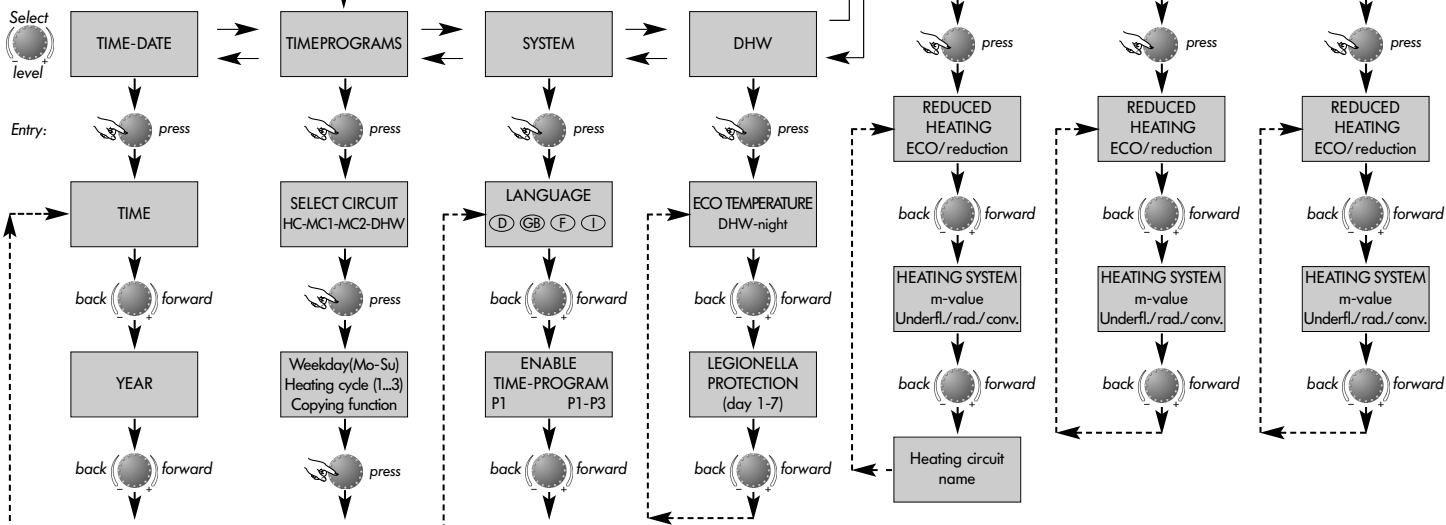 Select
level
- +
TIME-DATE
TIMEPROGRAMS
SYSTEM
DHW
press
press
press
Entry:
press
press
press
press
REDUCED
HEATING
ECO/reduction
REDUCED
HEATING
ECO/reduction
REDUCED
HEATING
ECO/reduction
TIME
SELECT CIRCUIT
HC-MC1-MC2-DHW
LANGUAGE
D GB F I
ECO TEMPERATURE
DHW-night
back forward
- +
back forward
- +
back forward
- +
back forward
- +
press
back forward
- +
back forward
- +
HEATING SYSTEM
m-value
Underfl./rad./conv.
HEATING SYSTEM
m-value
Underfl./rad./conv.
HEATING SYSTEM
m-value
Underfl./rad./conv.
YEAR
Weekday(Mo-Su)
Heating cycle (1...3)
Copying function
ENABLE
TIME-PROGRAM
P1 P1-P3
LEGIONELLA
PROTECTION
(day 1-7)
back forward
- +
back forward
- +
back forward
- +
back forward
- +
press
back forward
- +
back forward
- +
Heating circuit
name